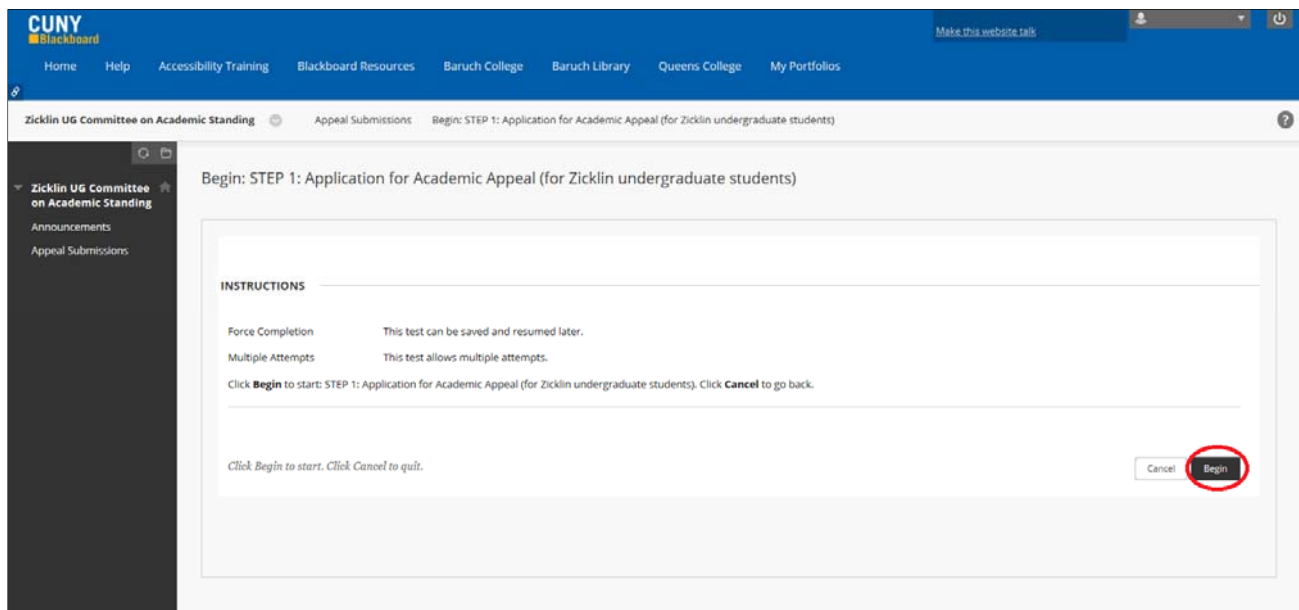 CUNY
Blackboard
Make this website talk
Home Help Accessibility Training Blackboard Resources Baruch College Baruch Library Queens College My Portfolios
Zicklin UG Committee on Academic Standing Appeal Submissions Begin: STEP 1: Application for Academic Appeal (for Zicklin undergraduate students)
Zicklin UG Committee
on Academic Standing
Announcements
Appeal Submissions
Begin: STEP 1: Application for Academic Appeal (for Zicklin undergraduate students)
INSTRUCTIONS
Force Completion This test can be saved and resumed later.
Multiple Attempts This test allows multiple attempts.
Click Begin to start: STEP 1: Application for Academic Appeal (for Zicklin undergraduate students). Click Cancel to go back.
Click Begin to start. Click Cancel to quit.
Cancel Begin